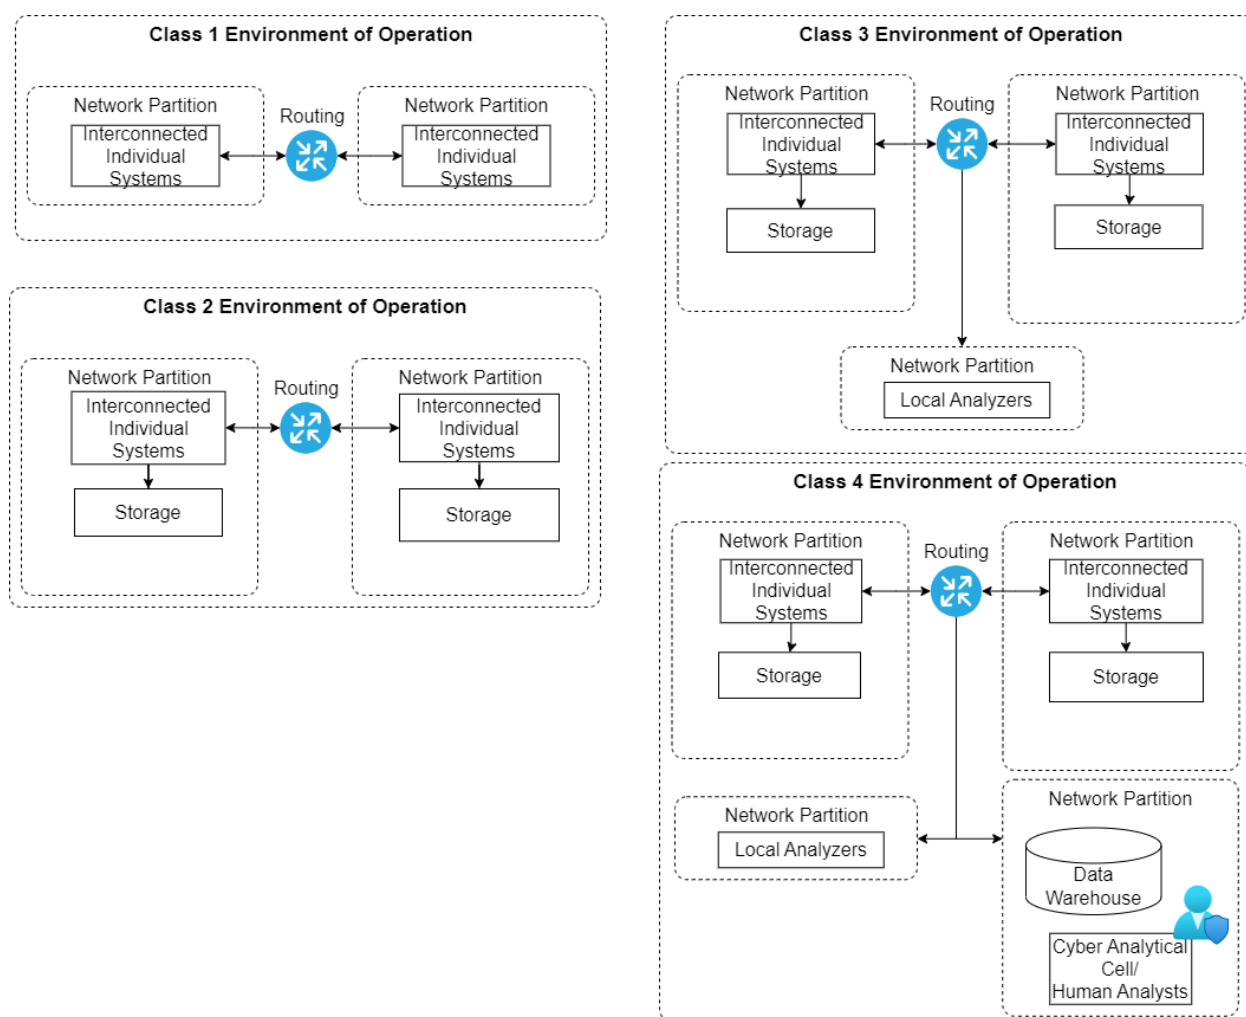 Class 1 Environment of Operation
Network Partition
Interconnected
Individual
Systems
Routing
Network Partition
Interconnected
Individual
Systems
Class 2 Environment of Operation
Network Partition
Interconnected
Individual
Systems
Storage
Routing
Network Partition
Interconnected
Individual
Systems
Storage
Class 3 Environment of Operation
Network Partition
Interconnected
Individual
Systems
Storage
Routing
Network Partition
Interconnected
Individual
Systems
Storage
Network Partition
Local Analyzers
Class 4 Environment of Operation
Network Partition
Interconnected
Individual
Systems
Storage
Routing
Network Partition
Interconnected
Individual
Systems
Storage
Network Partition
Local Analyzers
Network Partition
Data
Warehouse
Cyber Analytical
Cell/
Human Analysts